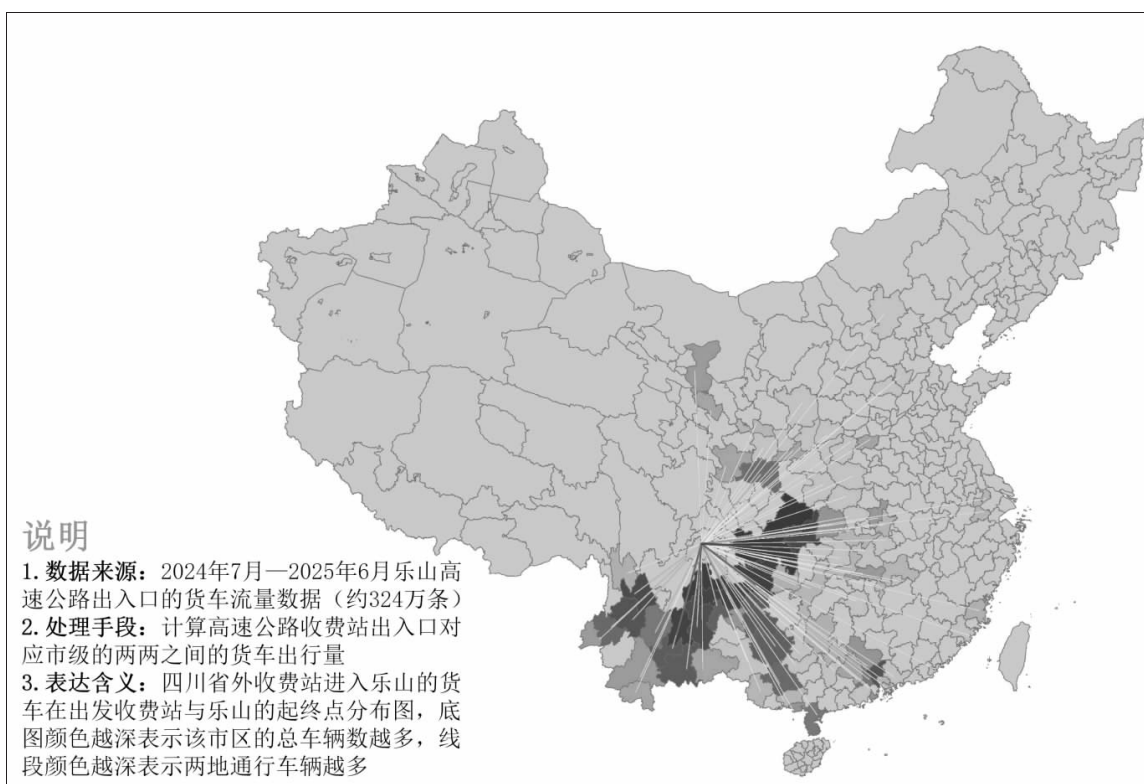 说明
1.数据来源：2024年7月—2025年6月乐山高
速公路出入口的货车流量数据（约324万条）
2.处理手段：计算高速公路收费站出入口对
应市级的两两之间的货车出行量
3.表达含义：四川省外收费站进入乐山的货
车在出发收费站与乐山的起终点分布图，底
图颜色越深表示该市区的总车辆数越多，线
段颜色越深表示两地通行车辆越多